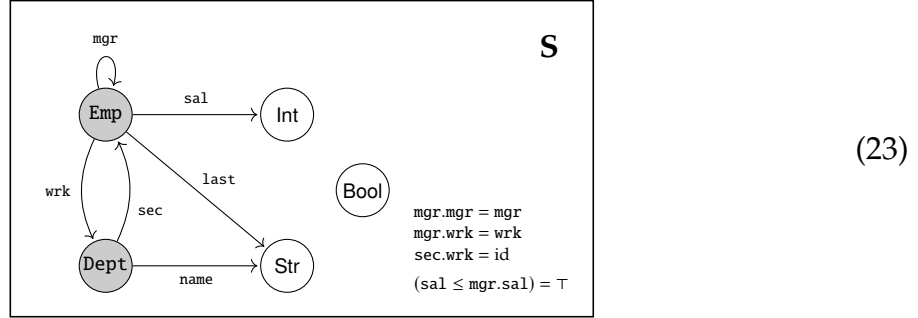 mgr
S
Emp
sal
Int
last
wrk
sec
Bool
mgr.mgr = mgr
mgr.wrk = wrk
sec.wrk = id
(sal ≤ mgr.sal) = ⊤
Dept
name
Str
(23)